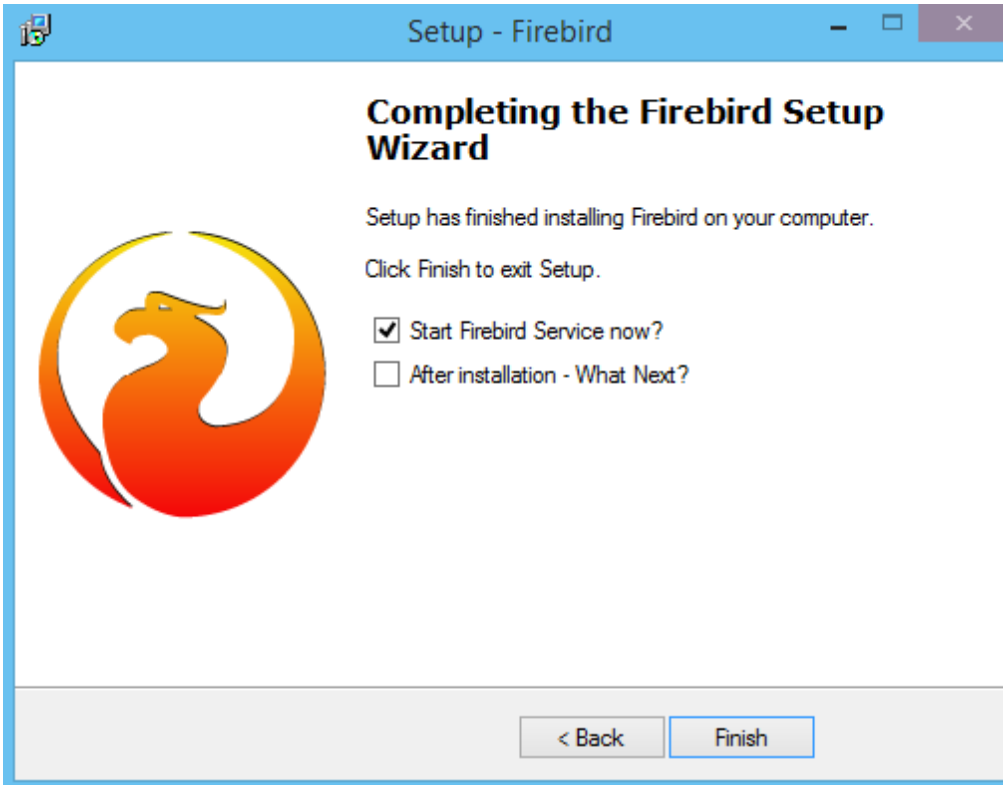 Setup - Firebird
Completing the Firebird Setup
Wizard
Setup has finished installing Firebird on your computer.
Click Finish to exit Setup.
Start Firebird Service now?
After installation - What Next?
< Back
Finish